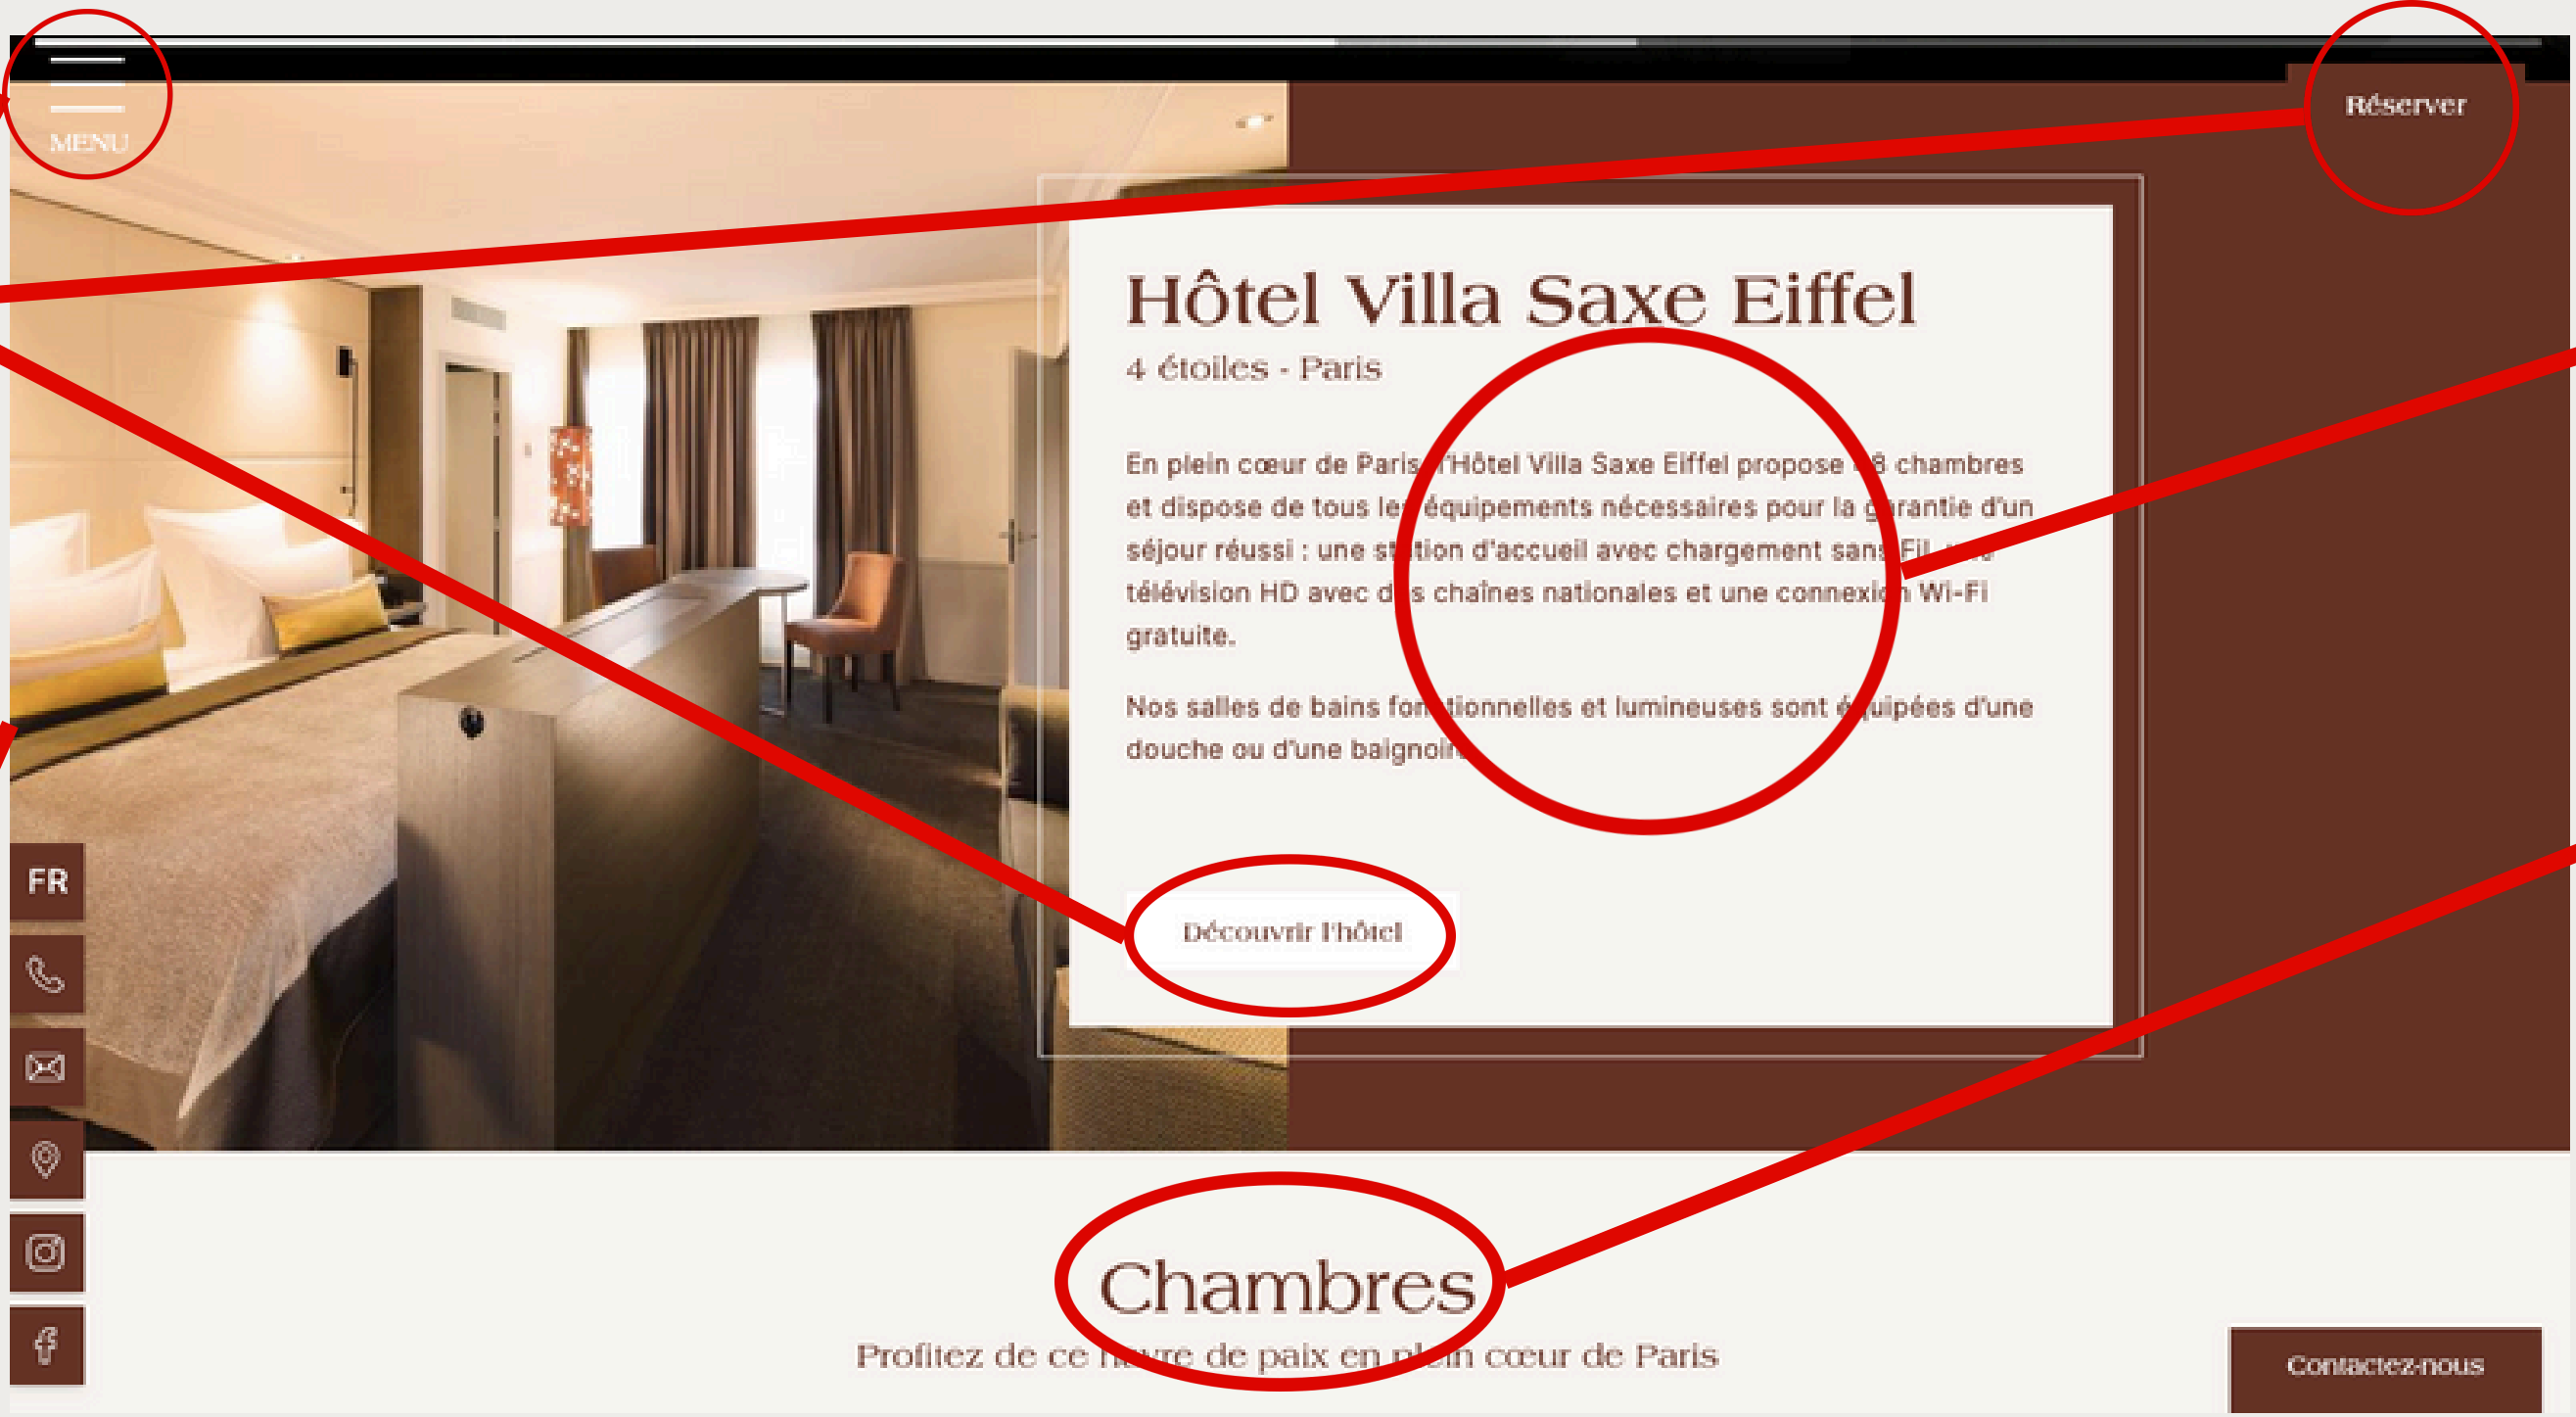 MENU
Réserver
Hôtel Villa Saxe Eiffel
4 étoiles - Paris
En plein cœur de Paris, l'Hôtel Villa Saxe Eiffel propose chambres
et dispose de tous les équipements nécessaires pour la garantie d'un
séjour réussi : une station d'accueil avec chargement sans Fil, une
télévision HD avec des chaînes nationales et une connexion Wi-Fi
gratuite.
Nos salles de bains fonctionnelles et lumineuses sont équipées d'une
douche ou d'une baignoire
Découvrir l'hôtel
FR
Chambres
Profitez de ce havre de paix en plein cœur de Paris
Contactez-nous